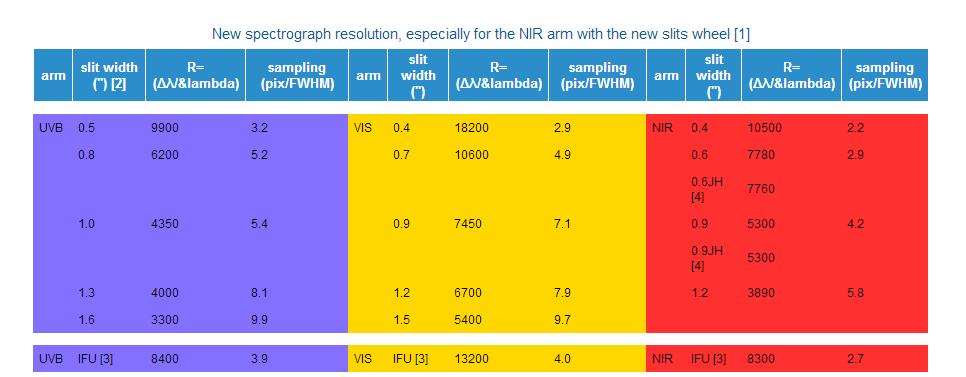 New spectrograph resolution, especially for the NIR arm with the new slits wheel [1]
arm slit width (") [2] R= (Δλ/&lambda) sampling (pix/FWHM) arm slit width (") R= (Δλ/&lambda) sampling (pix/FWHM) arm slit width (") R= (Δλ/&lambda) sampling (pix/FWHM)
UVB 0.5 9900 3.2 VIS 0.4 18200 2.9 NIR 0.4 10500 2.2
0.8 6200 5.2 0.7 10600 4.9 0.6 7780 2.9
0.6JH [4] 7760
1.0 4350 5.4 0.9 7450 7.1 0.9 5300 4.2
0.9JH [4] 5300
1.3 4000 8.1 1.2 6700 7.9 1.2 3890 5.8
1.6 3300 9.9 1.5 5400 9.7
UVB IFU [3] 8400 3.9 VIS IFU [3] 13200 4.0 NIR IFU [3] 8300 2.7